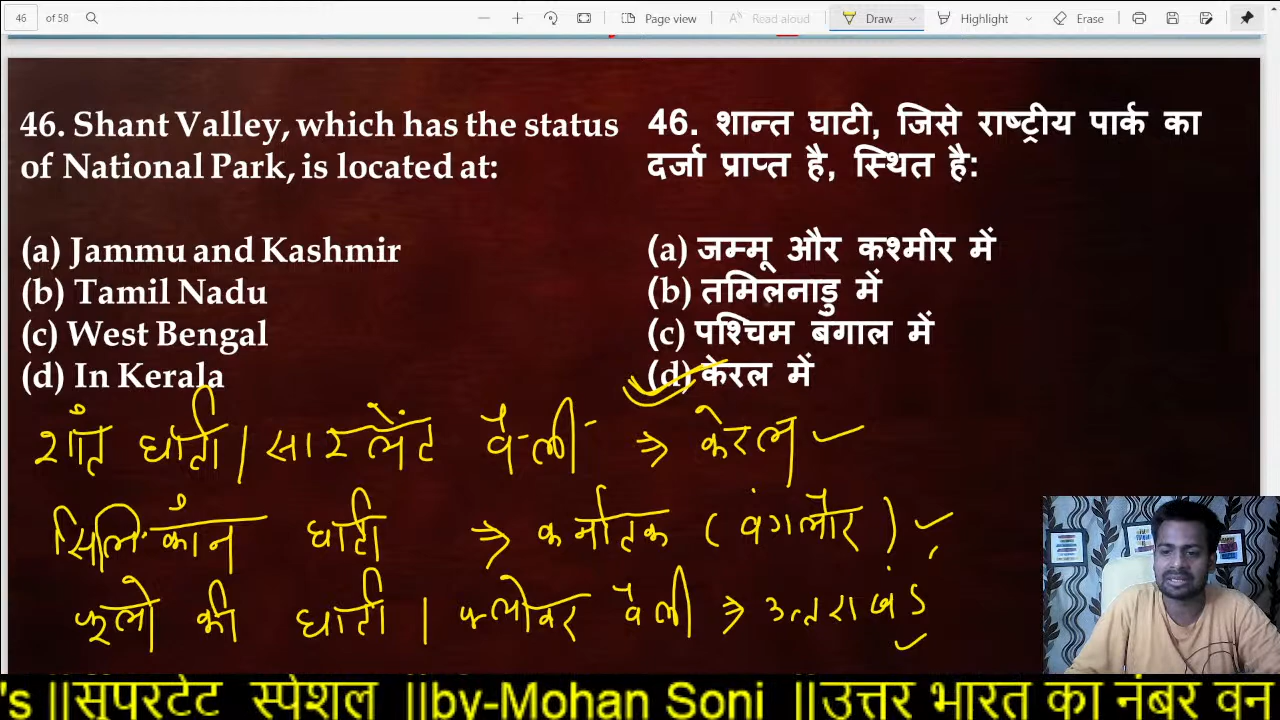 46 of 58 Page view Read aloud Draw Highlight Erase
46. Shant Valley, which has the status
of National Park, is located at:
(a) Jammu and Kashmir
(b) Tamil Nadu
(c) West Bengal
(d) In Kerala
46. शान्त घाटी, जिसे राष्ट्रीय पार्क का
दर्जा प्राप्त है, स्थित है:
(a) जम्मू और कश्मीर में
(b) तमिलनाडु में
(c) पश्चिम बगाल में
(d) केरल में
शांत घाटी | साइलेंट वैली ⇒ केरल
सिलिकॉन घाटी ⇒ कर्नाटक (बंगलौर)
फूलो की घाटी | फ्लोवर वैली ⇒ उत्तराखंड
's ||सुपरटेट स्पेशल ||by-Mohan Soni ||उत्तर भारत का नंबर वन